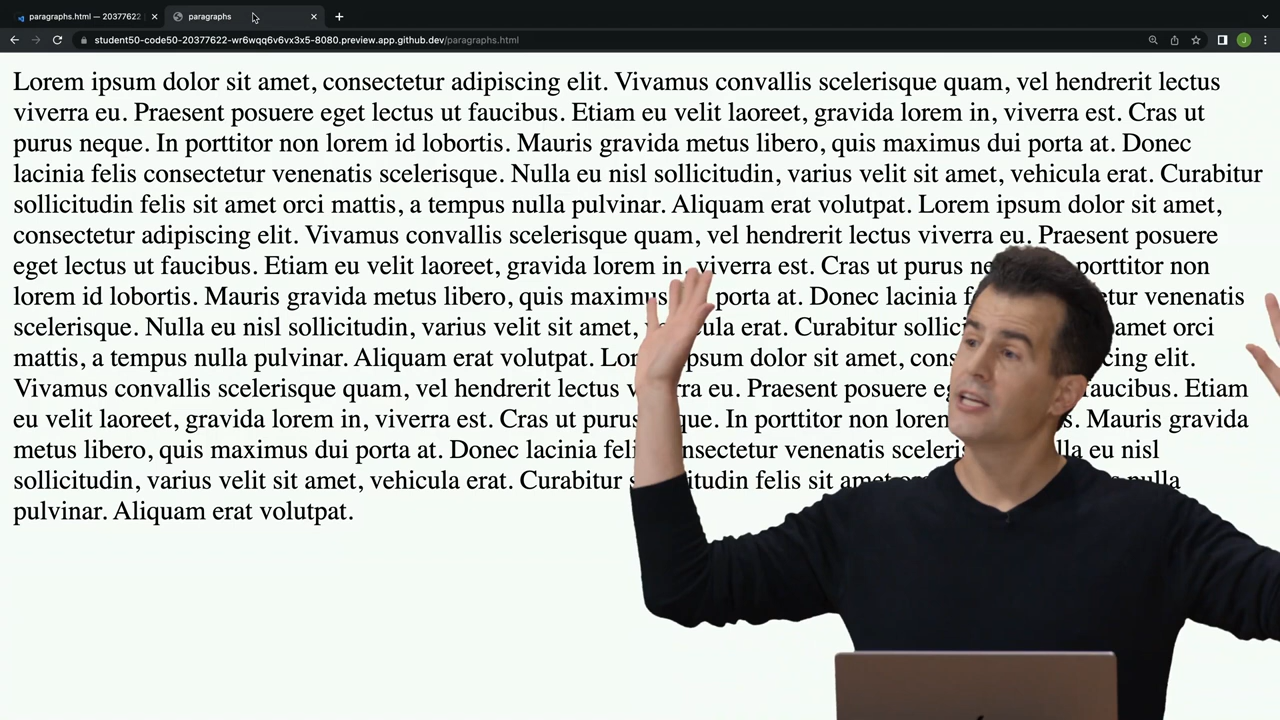 paragraphs.html — 20377622
paragraphs
student50-code50-20377622-wr6wqq6v6vx3x5-8080.preview.app.github.dev/paragraphs.html
J
Lorem ipsum dolor sit amet, consectetur adipiscing elit. Vivamus convallis scelerisque quam, vel hendrerit lectus
viverra eu. Praesent posuere eget lectus ut faucibus. Etiam eu velit laoreet, gravida lorem in, viverra est. Cras ut
purus neque. In porttitor non lorem id lobortis. Mauris gravida metus libero, quis maximus dui porta at. Donec
lacinia felis consectetur venenatis scelerisque. Nulla eu nisl sollicitudin, varius velit sit amet, vehicula erat. Curabitur
sollicitudin felis sit amet orci mattis, a tempus nulla pulvinar. Aliquam erat volutpat. Lorem ipsum dolor sit amet,
consectetur adipiscing elit. Vivamus convallis scelerisque quam, vel hendrerit lectus viverra eu. Praesent posuere
eget lectus ut faucibus. Etiam eu velit laoreet, gravida lorem in, viverra est. Cras ut purus porttitor non
lorem id lobortis. Mauris gravida metus libero, quis maximus porta at. Donec lacinia venenatis
scelerisque. Nulla eu nisl sollicitudin, varius velit sit amet, erat. Curabitur amet orci
mattis, a tempus nulla pulvinar. Aliquam erat volutpat. dolor sit amet, elit.
Vivamus convallis scelerisque quam, vel hendrerit lectus eu. Praesent posuere faucibus. Etiam
eu velit laoreet, gravida lorem in, viverra est. Cras ut purus In porttitor non lorem Mauris gravida
metus libero, quis maximus dui porta at. Donec lacinia venenatis eu nisl
sollicitudin, varius velit sit amet, vehicula erat. Curabitur felis sit nulla
pulvinar. Aliquam erat volutpat.